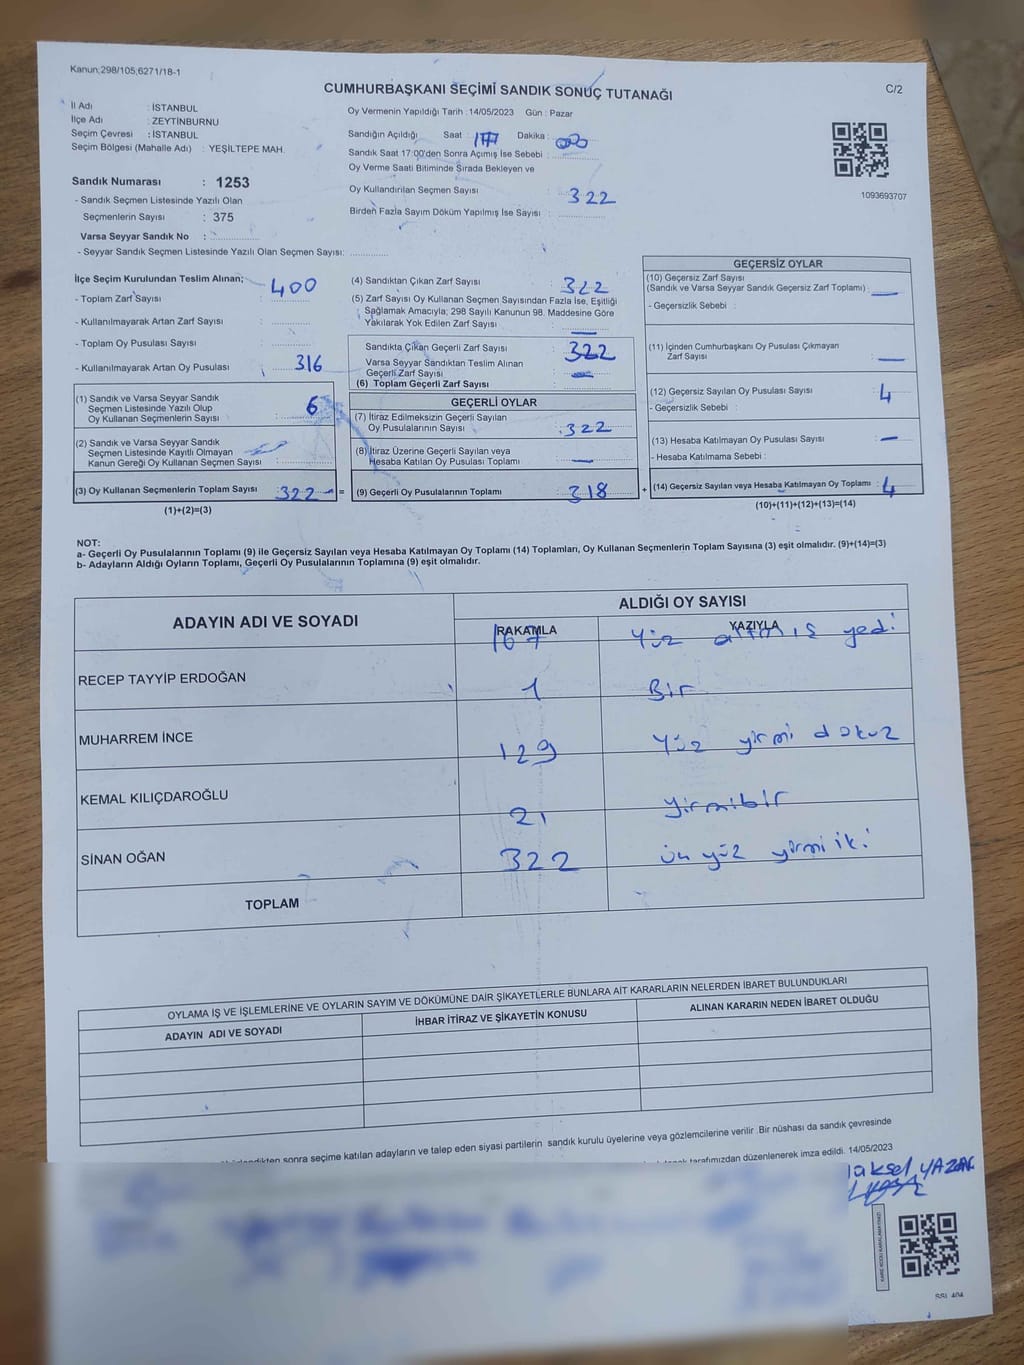 Kanun;298/105;6271/18-1
CUMHURBAŞKANI SEÇİMİ SANDIK SONUÇ TUTANAĞI
C/2
İl Adı : İSTANBUL
İlçe Adı : ZEYTİNBURNU
Seçim Çevresi : İSTANBUL
Seçim Bölgesi (Mahalle Adı) : YEŞİLTEPE MAH.
Sandık Numarası : 1253
- Sandık Seçmen Listesinde Yazılı Olan
Seçmenlerin Sayısı : 375
Varsa Seyyar Sandık No :
- Seyyar Sandık Seçmen Listesinde Yazılı Olan Seçmen Sayısı:
Oy Vermenin Yapıldığı Tarih :14/05/2023 Gün : Pazar
Sandığın Açıldığı Saat : Dakika :
Sandık Saat 17:00'den Sonra Açımış İse Sebebi :
Oy Verme Saati Bitiminde Sırada Bekleyen ve
Oy Kullandırılan Seçmen Sayısı : 322
Birden Fazla Sayım Döküm Yapılmış İse Sayısı :
1093693707
İlçe Seçim Kurulundan Teslim Alınan;
- Toplam Zarf Sayısı : 400
- Kullanılmayarak Artan Zarf Sayısı :
- Toplam Oy Pusulası Sayısı :
- Kullanılmayarak Artan Oy Pusulası : 316
(1) Sandık ve Varsa Seyyar Sandık
Seçmen Listesinde Yazılı Olup
Oy Kullanan Seçmenlerin Sayısı : 6
(2) Sandık ve Varsa Seyyar Sandık
Seçmen Listesinde Kayıtlı Olmayan
Kanun Gereği Oy Kullanan Seçmen Sayısı :
(3) Oy Kullanan Seçmenlerin Toplam Sayısı : 322 =
(1)+(2)=(3)
(4) Sandıktan Çıkan Zarf Sayısı : 322
(5) Zarf Sayısı Oy Kullanan Seçmen Sayısından Fazla İse, Eşitliği
Sağlamak Amacıyla; 298 Sayılı Kanunun 98. Maddesine Göre
Yakılarak Yok Edilen Zarf Sayısı : —
Sandıkta Çıkan Geçerli Zarf Sayısı : 322
Varsa Seyyar Sandıktan Teslim Alınan
Geçerli Zarf Sayısı : —
(6) Toplam Geçerli Zarf Sayısı :
GEÇERLİ OYLAR
(7) İtiraz Edilmeksizin Geçerli Sayılan
Oy Pusulalarının Sayısı : 322
(8) İtiraz Üzerine Geçerli Sayılan veya
Hesaba Katılan Oy Pusulası Toplamı : —
(9) Geçerli Oy Pusulalarının Toplamı : 318 +
GEÇERSİZ OYLAR
(10) Geçersiz Zarf Sayısı
(Sandık ve Varsa Seyyar Sandık Geçersiz Zarf Toplamı) : —
- Geçersizlik Sebebi :
(11) İçinden Cumhurbaşkanı Oy Pusulası Çıkmayan
Zarf Sayısı : —
(12) Geçersiz Sayılan Oy Pusulası Sayısı : 4
- Geçersizlik Sebebi :
(13) Hesaba Katılmayan Oy Pusulası Sayısı : —
- Hesaba Katılmama Sebebi :
(14) Geçersiz Sayılan veya Hesaba Katılmayan Oy Toplamı : 4
(10)+(11)+(12)+(13)=(14)
NOT:
a- Geçerli Oy Pusulalarının Toplamı (9) ile Geçersiz Sayılan veya Hesaba Katılmayan Oy Toplamı (14) Toplamları, Oy Kullanan Seçmenlerin Toplam Sayısına (3) eşit olmalıdır. (9)+(14)=(3)
b- Adayların Aldığı Oyların Toplamı, Geçerli Oy Pusulalarının Toplamına (9) eşit olmalıdır.
ADAYIN ADI VE SOYADI
ALDIĞI OY SAYISI
RAKAMLA YAZIYLA
167 Yüz atmış yedi
RECEP TAYYİP ERDOĞAN
1 Bir
MUHARREM İNCE
129 Yüz yirmi dokuz
KEMAL KILIÇDAROĞLU
21 yirmibir
SİNAN OĞAN
322 üç yüz yirmi iki
TOPLAM
OYLAMA İŞ VE İŞLEMLERİNE VE OYLARIN SAYIM VE DÖKÜMÜNE DAİR ŞİKAYETLERLE BUNLARA AİT KARARLARIN NELERDEN İBARET BULUNDUKLARI
ADAYIN ADI VE SOYADI
İHBAR İTİRAZ VE ŞİKAYETİN KONUSU
ALINAN KARARIN NEDEN İBARET OLDUĞU
sonra seçime katılan adayların ve talep eden siyasi partilerin sandık kurulu üyelerine veya gözlemcilerine verilir .Bir nüshası da sandık çevresinde
tarafımızdan düzenlenerek imza edildi. 14/05/2023
YAZAR